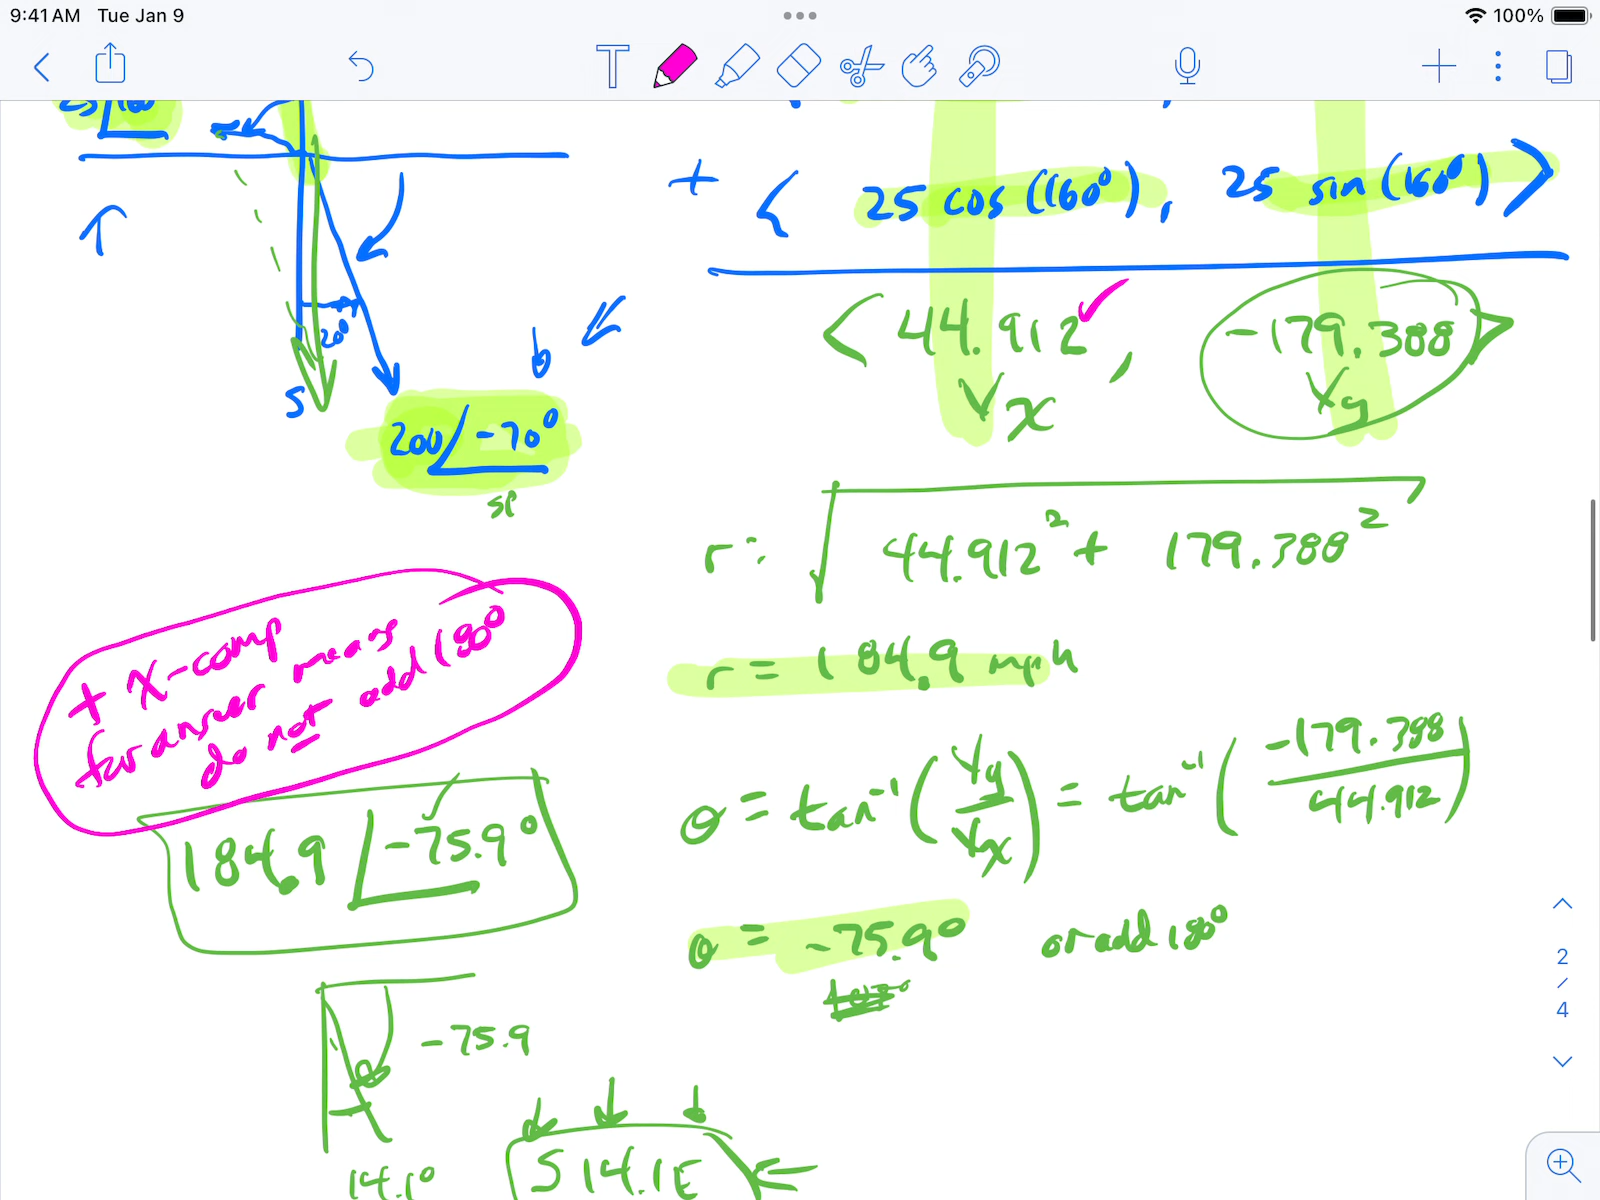 9:41 AM Tue Jan 9
100%
T
+ < 25 cos(160°), 25 sin(160°) >
20°
S
< 44.912 ✓, -179.388 >
Vx Vy
200 ∠-70°
r: √ 44.912² + 179.388²
r = 184.9 mph
+ X-comp
for answer means
do not add 180°
θ = tan⁻¹ (Vy/Vx) = tan⁻¹ (-179.388/44.912)
184.9 ∠-75.9°
θ = -75.9° or add 180°
-75.9
14.1°
S 14.1 E
2
/
4